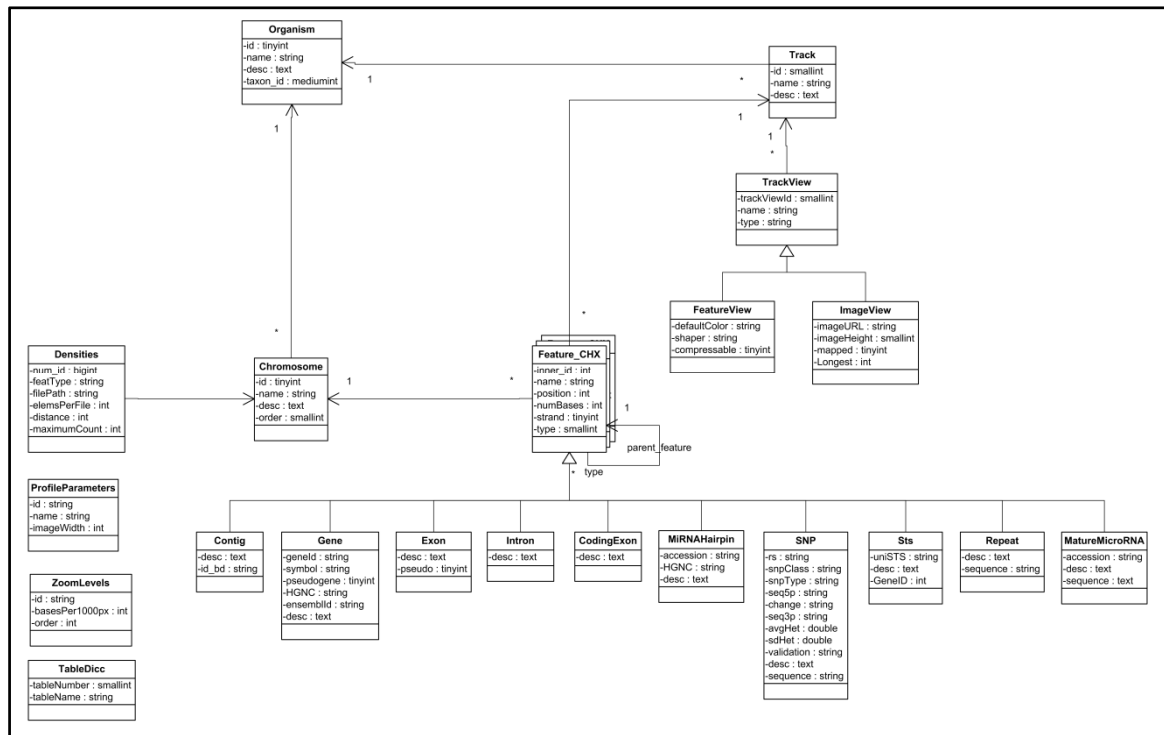 Organism
-id : tinyint
-name : string
-desc : text
-taxon_id : mediumint
Track
-id : smallint
-name : string
-desc : text
1
*
1
1
1
*
TrackView
-trackViewId : smallint
-name : string
-type : string
FeatureView
-defaultColor : string
-shaper : string
-compressable : tinyint
ImageView
-imageURL : string
-imageHeight : smallint
-mapped : tinyint
-Longest : int
*
*
Densities
-num_id : bigint
-featType : string
-filePath : string
-elemsPerFile : int
-distance : int
-maximumCount : int
Chromosome
-id : tinyint
-name : string
-desc : text
-order : smallint
1
*
Feature_CHX
-inner_id : int
-name : string
-position : int
-numBases : int
-strand : tinyint
-type : smallint
1
parent_feature
type
*
ProfileParameters
-id : string
-name : string
-imageWidth : int
ZoomLevels
-id : string
-basesPer1000px : int
-order : int
TableDicc
-tableNumber : smallint
-tableName : string
Contig
-desc : text
-id_bd : string
Gene
-geneId : string
-symbol : string
-pseudogene : tinyint
-HGNC : string
-ensemblId : string
-desc : text
Exon
-desc : text
-pseudo : tinyint
Intron
-desc : text
CodingExon
-desc : text
MiRNAHairpin
-accession : string
-HGNC : string
-desc : text
SNP
-rs : string
-snpClass : string
-snpType : string
-seq5p : string
-change : string
-seq3p : string
-avgHet : double
-sdHet : double
-validation : string
-desc : text
-sequence : string
Sts
-uniSTS : string
-desc : text
-GeneID : int
Repeat
-desc : text
-sequence : string
MatureMicroRNA
-accession : string
-desc : text
-sequence : text